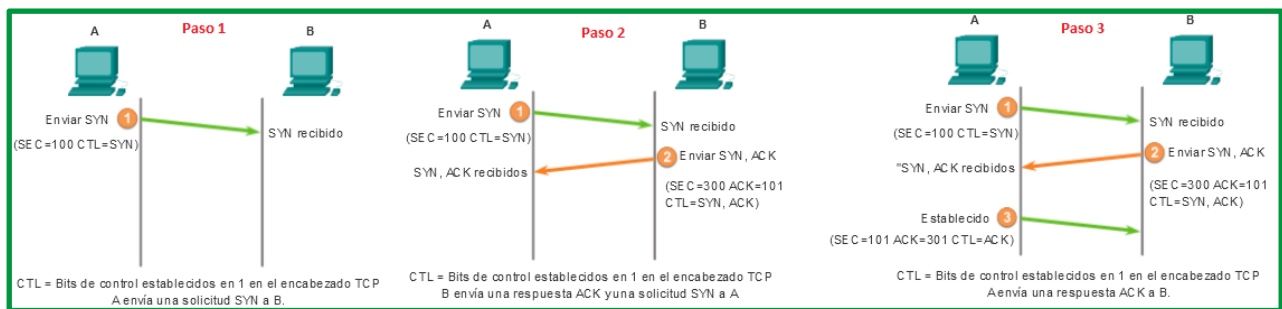 A Paso 1 B
Enviar SYN 1
SYN recibido
(SEC=100 CTL=SYN)
CTL = Bits de control establecidos en 1 en el encabezado TCP
A envía una solicitud SYN a B.
A Paso 2 B
Enviar SYN 1
SYN recibido
(SEC=100 CTL=SYN)
2 Enviar SYN, ACK
SYN, ACK recibidos
(SEC=300 ACK=101
CTL=SYN, ACK)
CTL = Bits de control establecidos en 1 en el encabezado TCP
B envía una respuesta ACK y una solicitud SYN a A
A Paso 3 B
Enviar SYN 1
SYN recibido
(SEC=100 CTL=SYN)
2 Enviar SYN, ACK
"SYN, ACK recibidos
(SEC=300 ACK=101
CTL=SYN, ACK)
Establecido 3
(SEC=101 ACK=301 CTL=ACK)
CTL = Bits de control establecidos en 1 en el encabezado TCP
A envía una respuesta ACK a B.